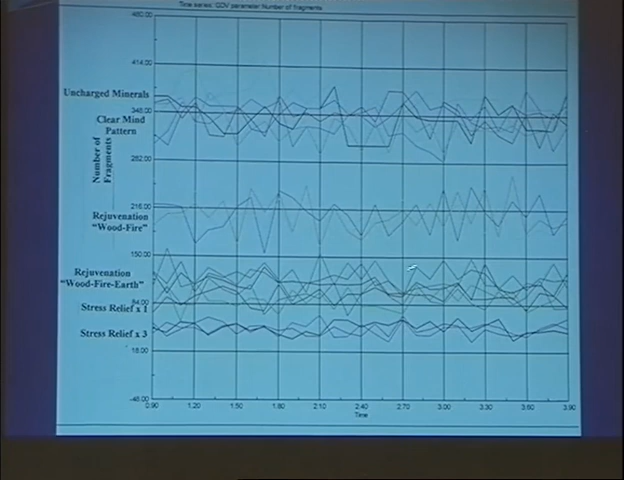 Time series: GDV parameter Number of fragments
480.00
414.00
Uncharged Minerals
348.00
Clear Mind
Pattern
Number of
Fragments
282.00
216.00
Rejuvenation
"Wood-Fire"
150.00
Rejuvenation
"Wood-Fire-Earth"
84.00
Stress Relief x 1
Stress Relief x 3
18.00
-48.00
0.90 1.20 1.50 1.80 2.10 2.40 2.70 3.00 3.30 3.60 3.90
Time